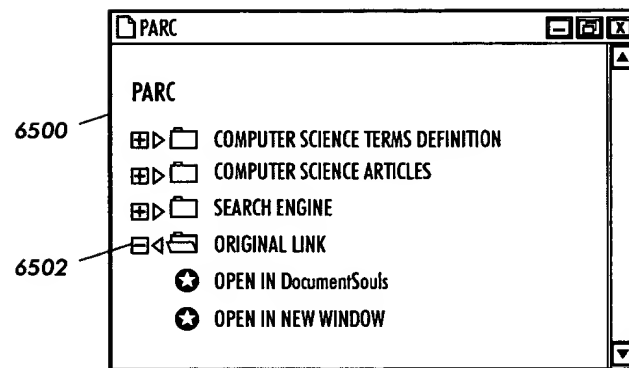 PARC
PARC
6500
COMPUTER SCIENCE TERMS DEFINITION
COMPUTER SCIENCE ARTICLES
SEARCH ENGINE
6502
ORIGINAL LINK
OPEN IN DocumentSouls
OPEN IN NEW WINDOW